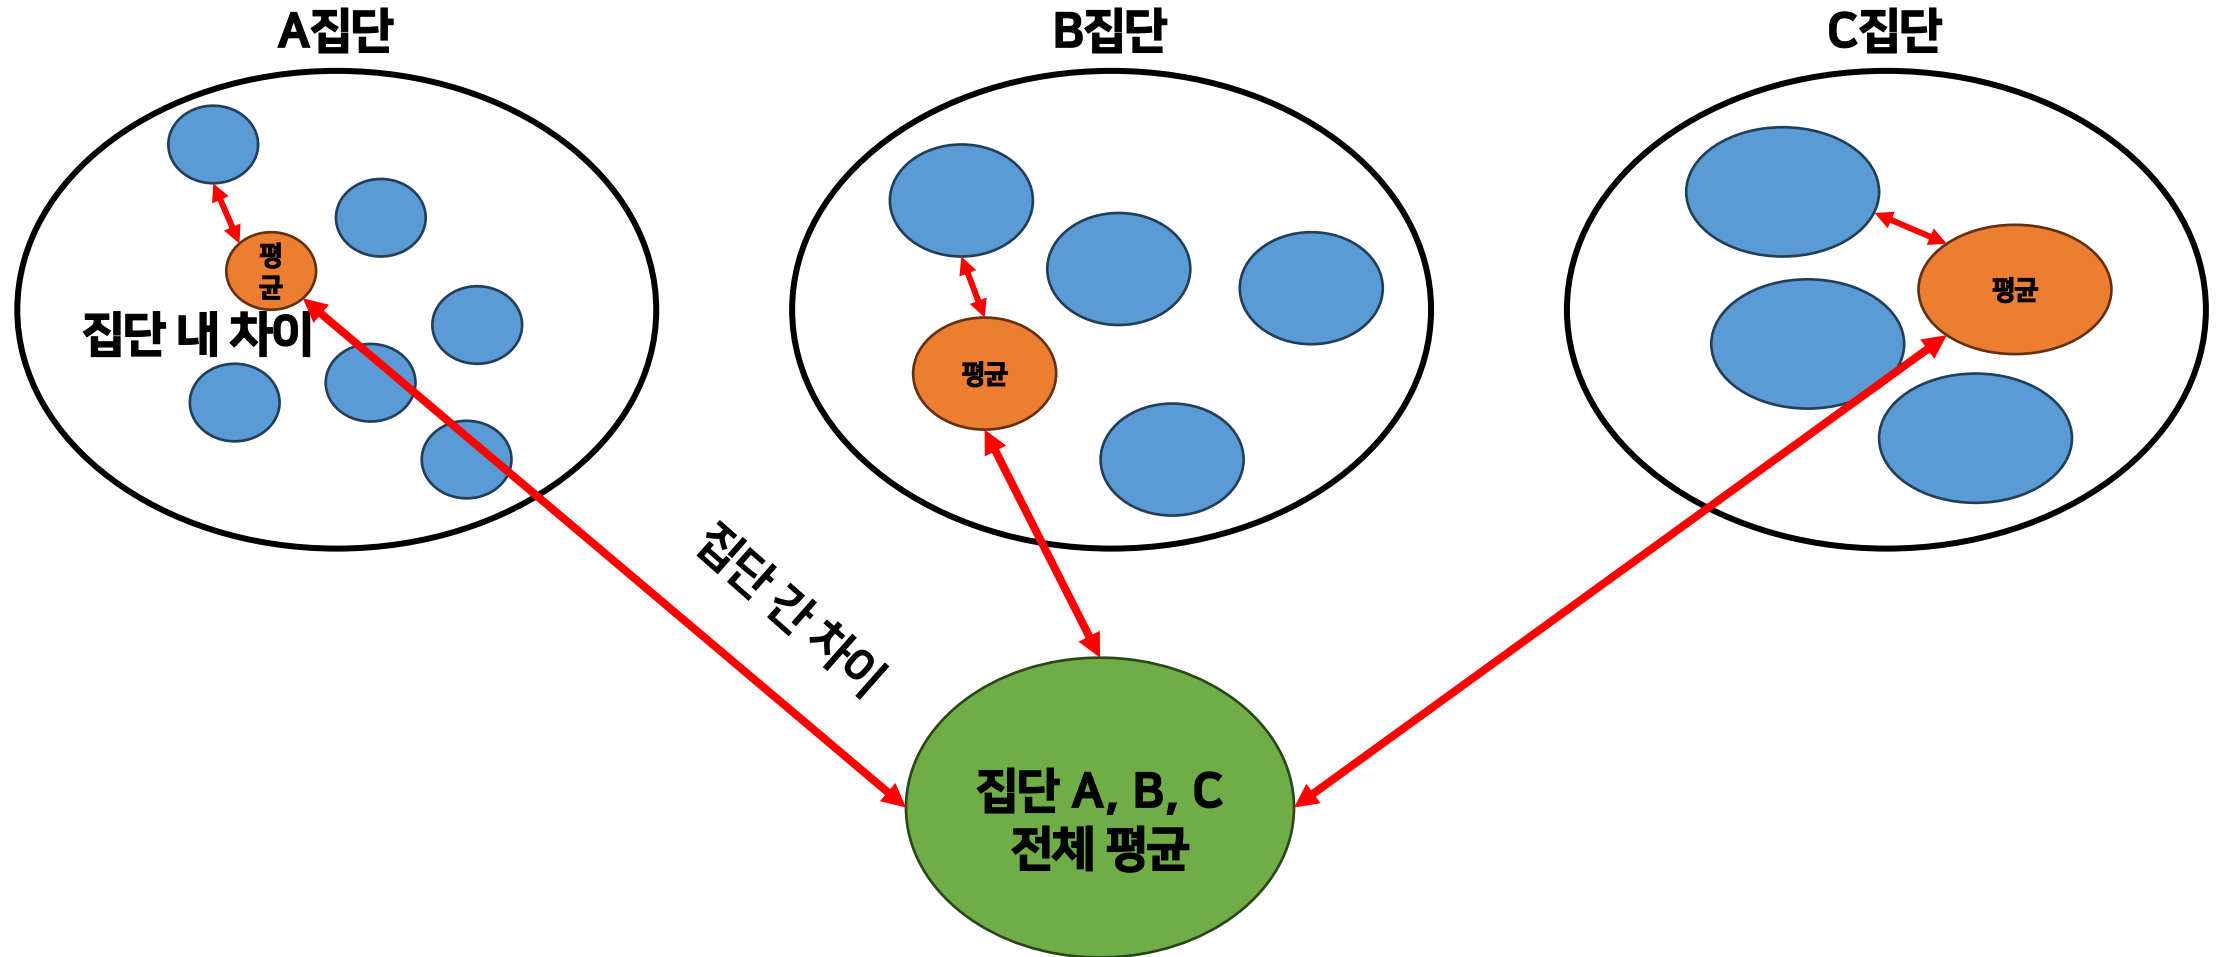 A집단
B집단
C집단
평
균
집단 내 차이
평균
평균
집단 간 차이
집단 A, B, C
전체 평균